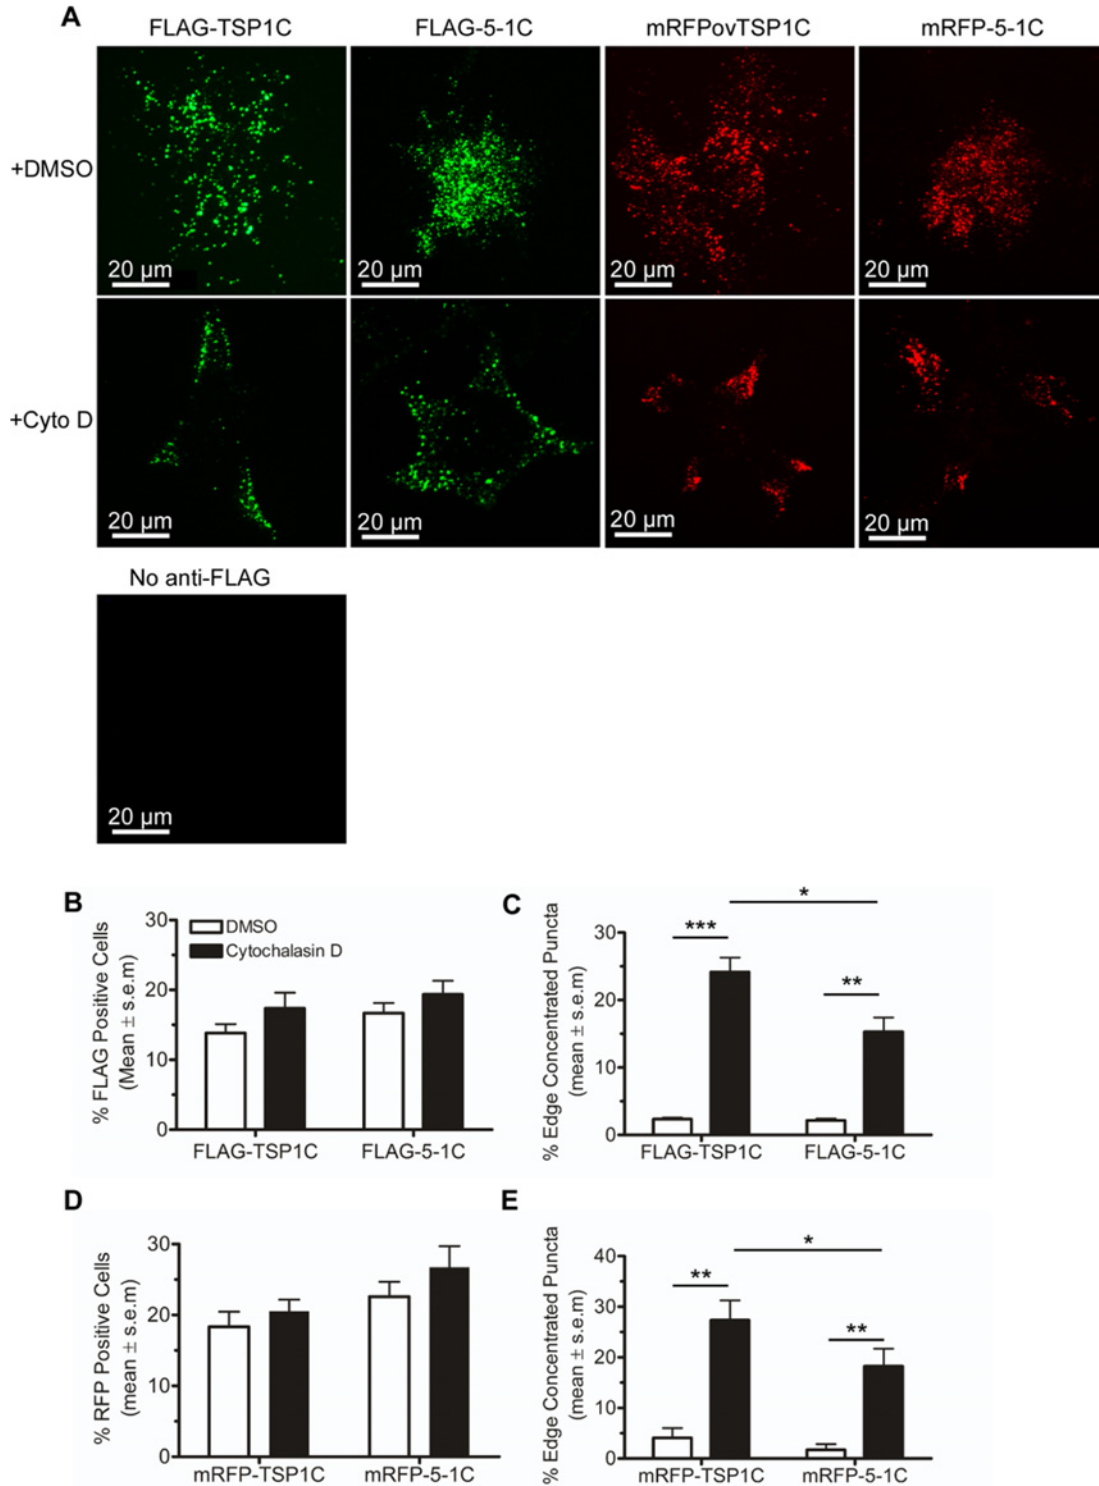 A
FLAG-TSP1C FLAG-5-1C mRFPovTSP1C mRFP-5-1C
+DMSO
20 µm 20 µm 20 µm 20 µm
+Cyto D
20 µm 20 µm 20 µm 20 µm
No anti-FLAG
20 µm
B
% FLAG Positive Cells
(Mean ± s.e.m)
30
20
10
0
DMSO
Cytochalasin D
FLAG-TSP1C FLAG-5-1C
C
% Edge Concentrated Puncta
(mean ± s.e.m)
30
20
10
0
*
***
**
FLAG-TSP1C FLAG-5-1C
D
% RFP Positive Cells
(mean ± s.e.m)
30
20
10
0
mRFP-TSP1C mRFP-5-1C
E
% Edge Concentrated Puncta
(mean ± s.e.m)
40
30
20
10
0
*
**
**
mRFP-TSP1C mRFP-5-1C